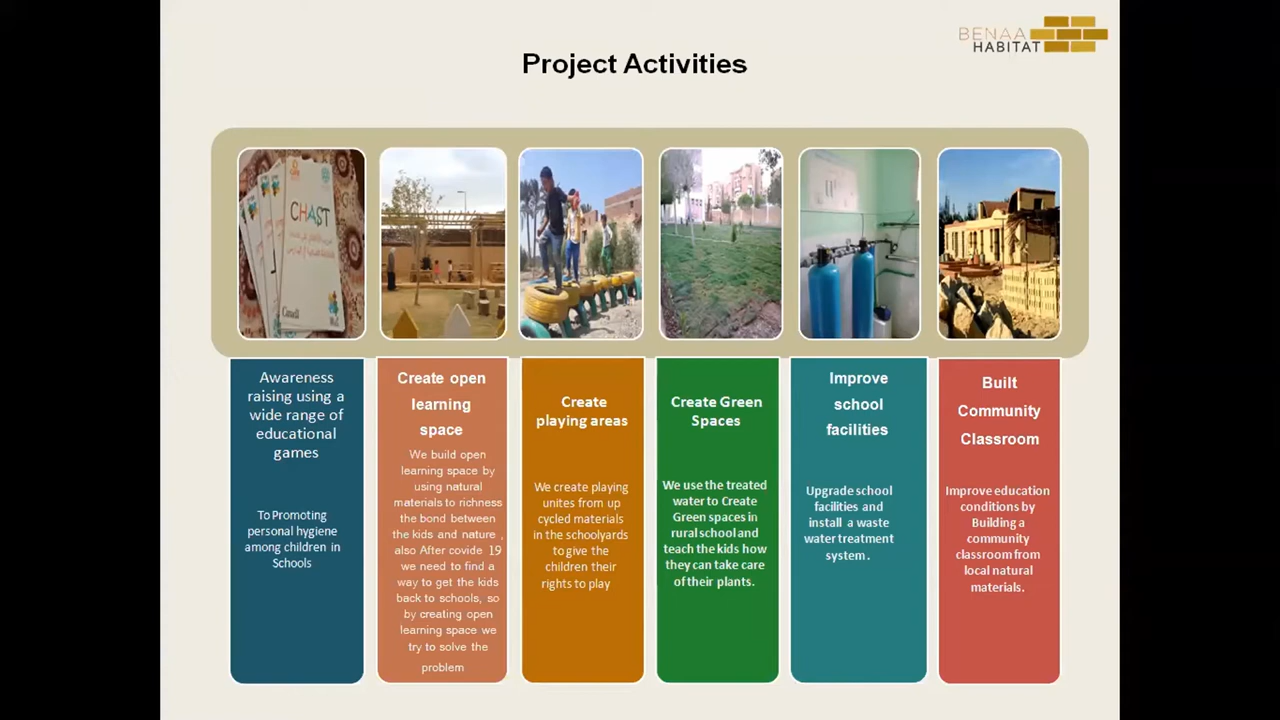 BENAA
HABITAT
Project Activities
CHAST
Canada
Awareness
raising using a
wide range of
educational
games
To Promoting
personal hygiene
among children in
Schools
Create open
learning
space
We build open
learning space by
using natural
materials to richness
the bond between
the kids and nature ,
also After covide 19
we need to find a
way to get the kids
back to schools, so
by creating open
learning space we
try to solve the
problem
Create
playing areas
We create playing
unites from up
cycled materials
in the schoolyards
to give the
children their
rights to play
Create Green
Spaces
We use the treated
water to Create
Green spaces in
rural school and
teach the kids how
they can take care
of their plants.
Improve
school
facilities
Upgrade school
facilities and
install a waste
water treatment
system .
Built
Community
Classroom
Improve education
conditions by
Building a
community
classroom from
local natural
materials.